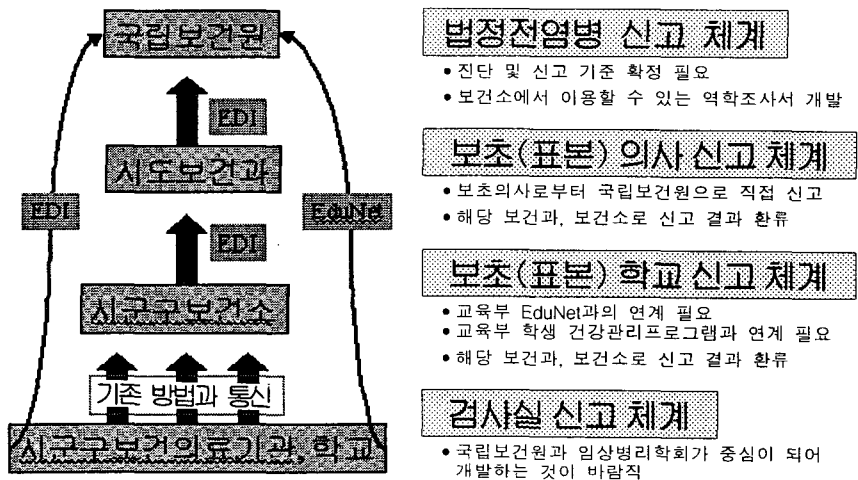 국립보건원
EDI
시도보건과
EDI
EduNet
EDI
시군구보건소
기존 방법과 통신
시군구보건의료기관, 학교
법정전염병 신고 체계
• 진단 및 신고 기준 확정 필요
• 보건소에서 이용할 수 있는 역학조사서 개발
보초(표본) 의사 신고 체계
• 보초의사로부터 국립보건원으로 직접 신고
• 해당 보건과, 보건소로 신고 결과 환류
보초(표본) 학교 신고 체계
• 교육부 EduNet과의 연계 필요
• 교육부 학생 건강관리프로그램과 연계 필요
• 해당 보건과, 보건소로 신고 결과 환류
검사실 신고 체계
• 국립보건원과 임상병리학회가 중심이 되어
개발하는 것이 바람직